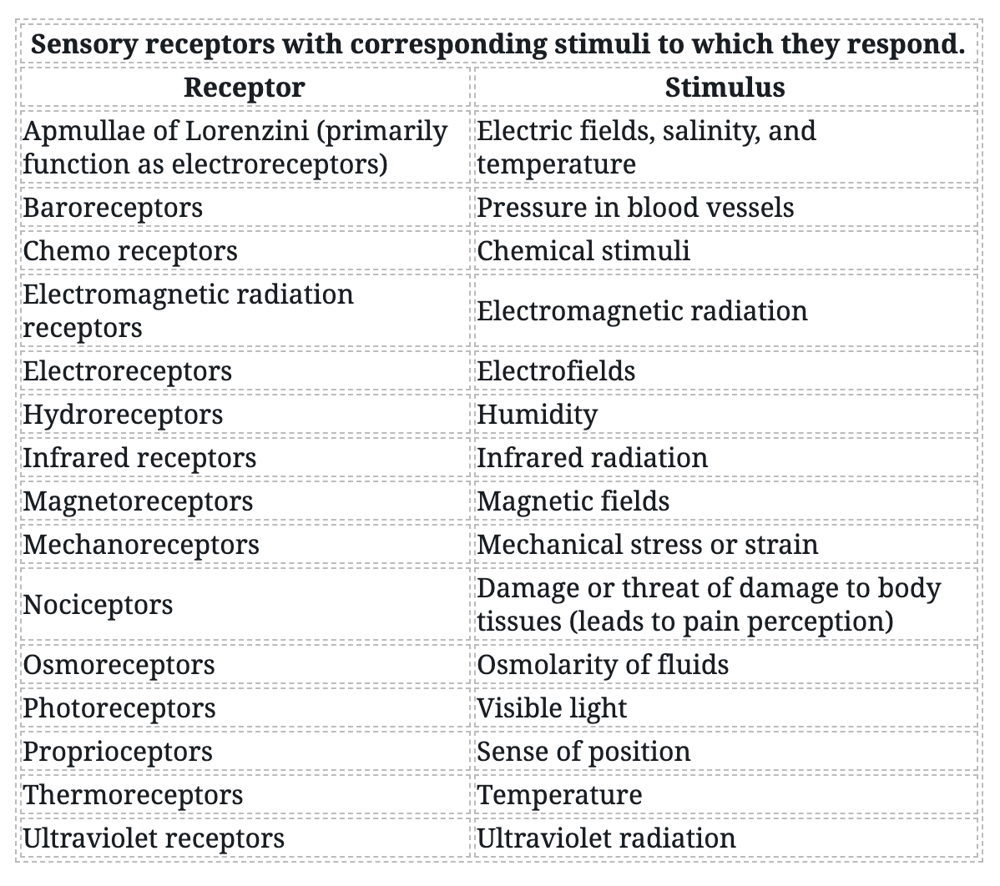 Sensory receptors with corresponding stimuli to which they respond.
Receptor Stimulus
Apmullae of Lorenzini (primarily
function as electroreceptors)
Electric fields, salinity, and
temperature
Baroreceptors Pressure in blood vessels
Chemo receptors Chemical stimuli
Electromagnetic radiation
receptors
Electromagnetic radiation
Electroreceptors Electrofields
Hydroreceptors Humidity
Infrared receptors Infrared radiation
Magnetoreceptors Magnetic fields
Mechanoreceptors Mechanical stress or strain
Nociceptors
Damage or threat of damage to body
tissues (leads to pain perception)
Osmoreceptors Osmolarity of fluids
Photoreceptors Visible light
Proprioceptors Sense of position
Thermoreceptors Temperature
Ultraviolet receptors Ultraviolet radiation